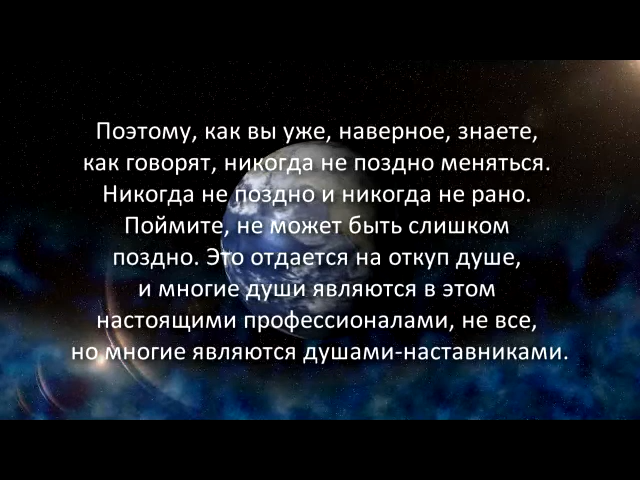 Поэтому, как вы уже, наверное, знаете,
как говорят, никогда не поздно меняться.
Никогда не поздно и никогда не рано.
Поймите, не может быть слишком
поздно. Это отдается на откуп душе,
и многие души являются в этом
настоящими профессионалами, не все,
но многие являются душами-наставниками.